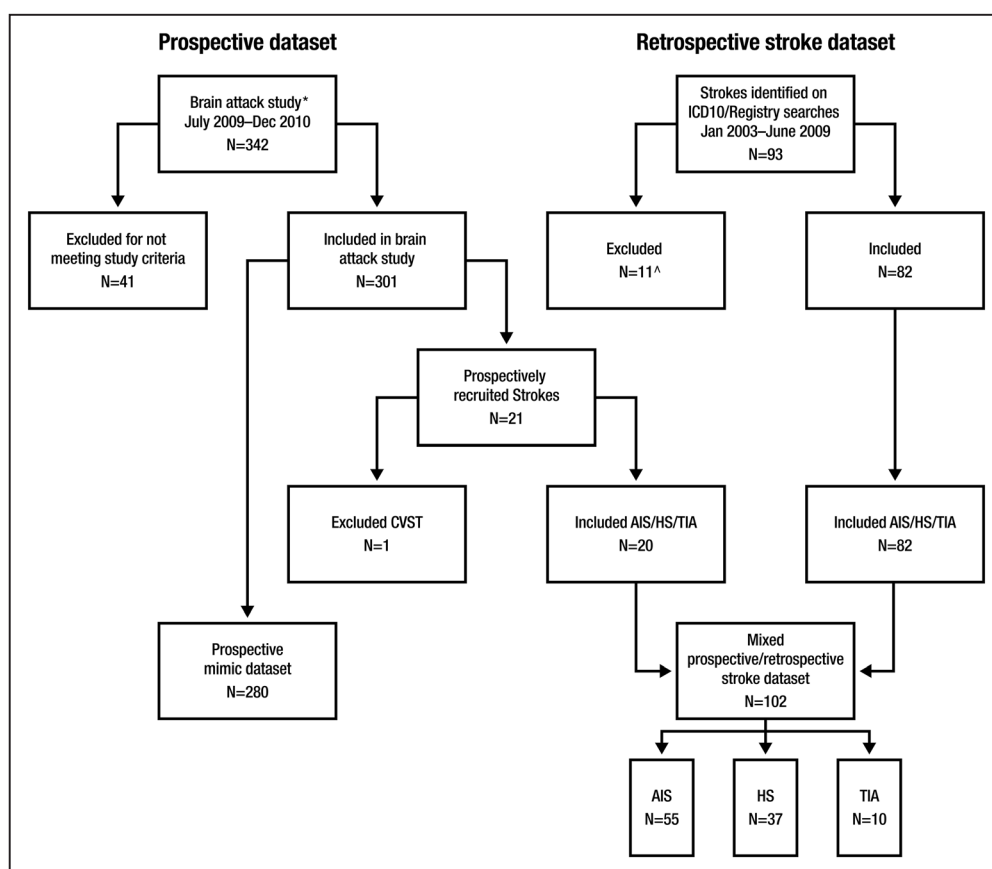 Prospective dataset
Retrospective stroke dataset
Brain attack study*
July 2009–Dec 2010
N=342
Strokes identified on
ICD10/Registry searches
Jan 2003–June 2009
N=93
Excluded for not
meeting study criteria
N=41
Included in brain
attack study
N=301
Excluded
N=11^
Included
N=82
Prospectively
recruited Strokes
N=21
Excluded CVST
N=1
Included AIS/HS/TIA
N=20
Included AIS/HS/TIA
N=82
Prospective
mimic dataset
N=280
Mixed
prospective/retrospective
stroke dataset
N=102
AIS
N=55
HS
N=37
TIA
N=10